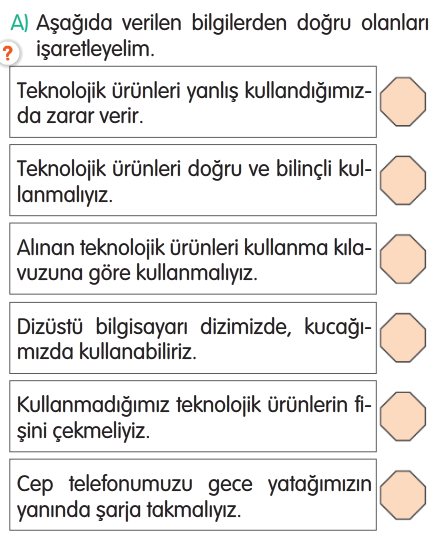 A) Aşağıda verilen bilgilerden doğru olanları
? işaretleyelim.
Teknolojik ürünleri yanlış kullandığımız-
da zarar verir.
Teknolojik ürünleri doğru ve bilinçli kul-
lanmalıyız.
Alınan teknolojik ürünleri kullanma kıla-
vuzuna göre kullanmalıyız.
Dizüstü bilgisayarı dizimizde, kucağı-
mızda kullanabiliriz.
Kullanmadığımız teknolojik ürünlerin fi-
şini çekmeliyiz.
Cep telefonumuzu gece yatağımızın
yanında şarja takmalıyız.